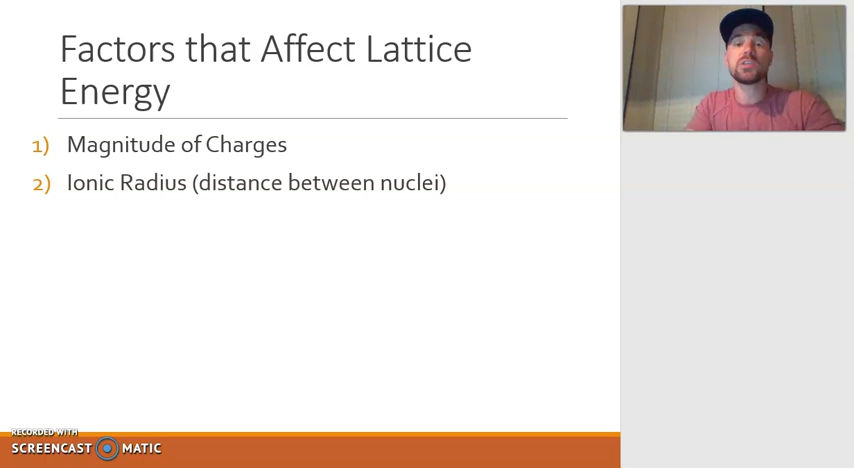 Factors that Affect Lattice
Energy
1) Magnitude of Charges
2) Ionic Radius (distance between nuclei)
RECORDED WITH
SCREENCAST MATIC